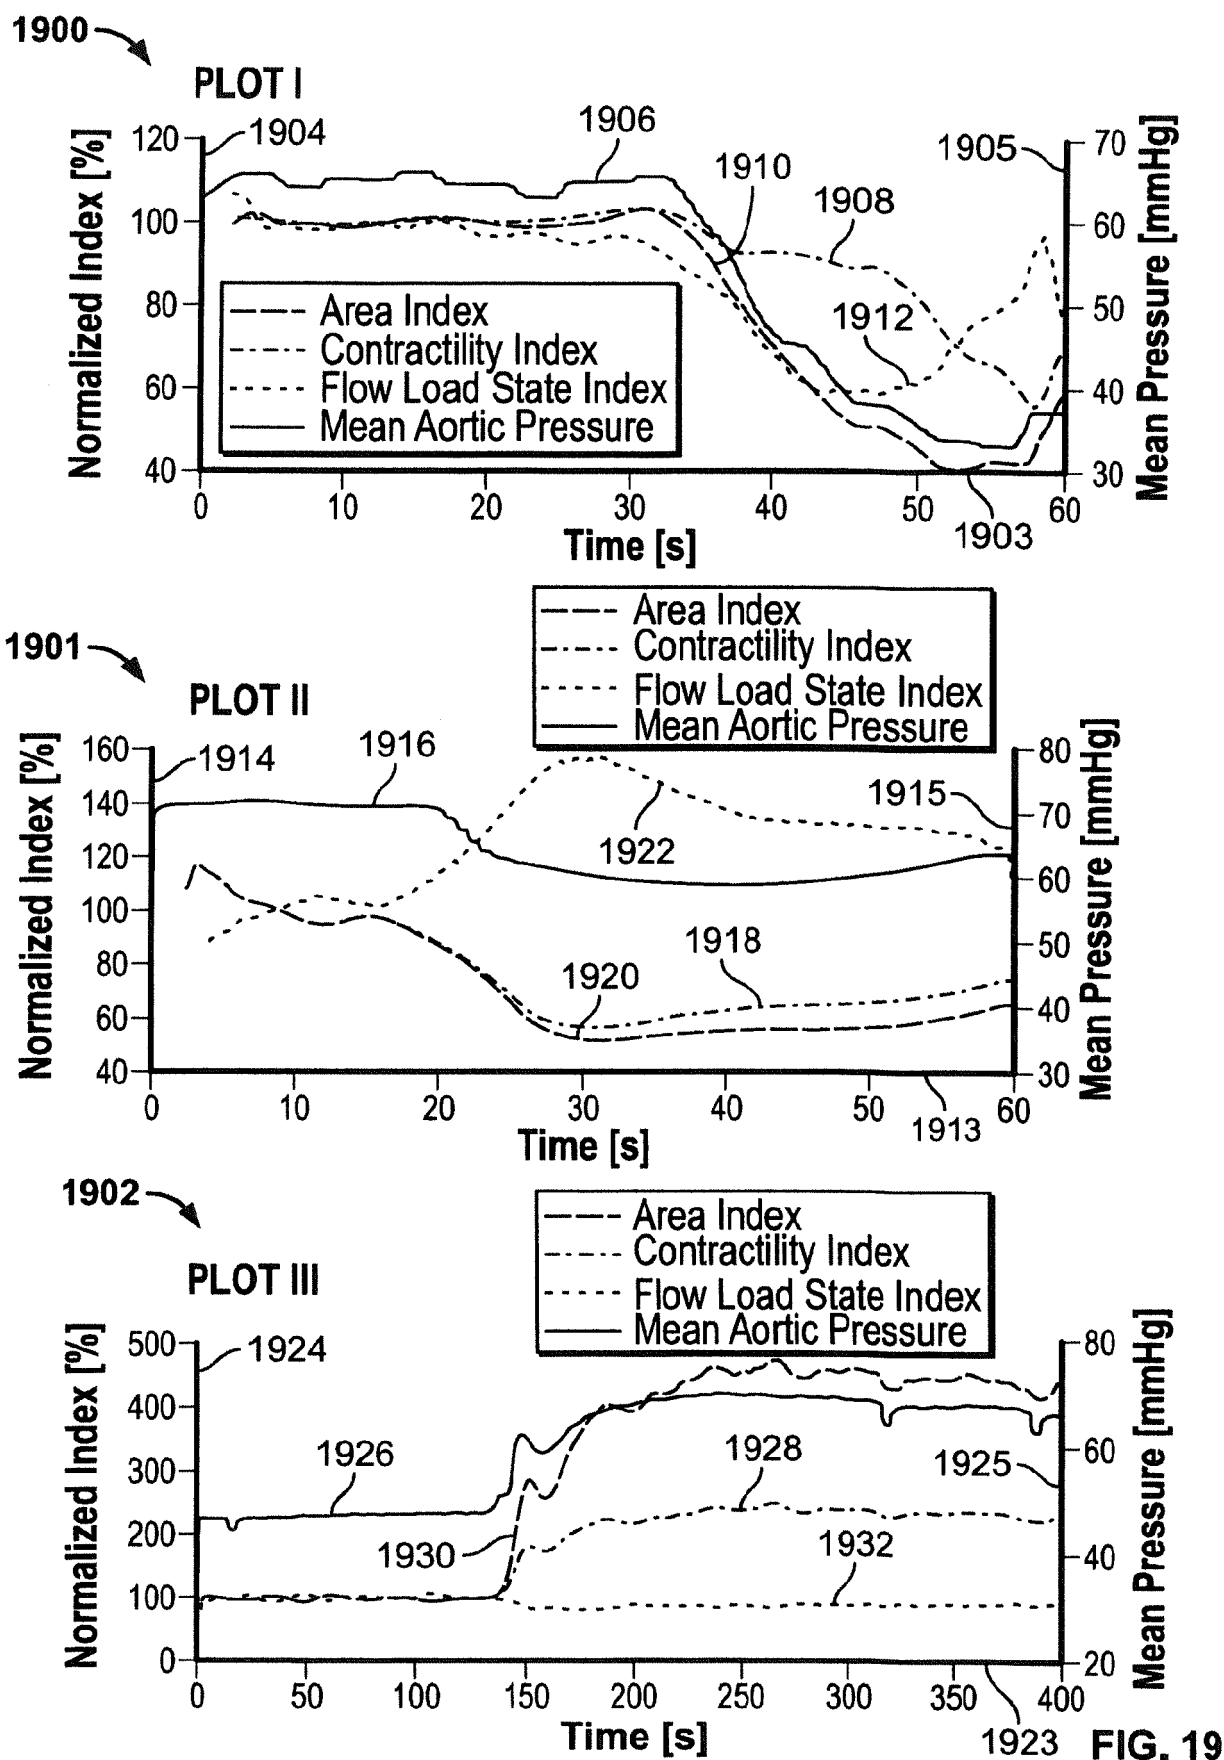 1900
PLOT I
120
1904
1906
1905
70
100
1910
1908
60
Normalized Index [%]
80
1912
50
Mean Pressure [mmHg]
Area Index
Contractility Index
Flow Load State Index
Mean Aortic Pressure
60
40
40
30
0 10 20 30 40 50 60
1903
Time [s]
Area Index
Contractility Index
Flow Load State Index
Mean Aortic Pressure
1901
PLOT II
160
1914
1916
80
140
1915
70
1922
120
60
Normalized Index [%]
100
Mean Pressure [mmHg]
1918
50
80
1920
60
40
40
30
0 10 20 30 40 50 60
1913
Time [s]
1902
Area Index
Contractility Index
Flow Load State Index
Mean Aortic Pressure
PLOT III
500
1924
80
400
1926
1928
60
1925
300
Normalized Index [%]
Mean Pressure [mmHg]
200
1930
1932
40
100
0
20
0 50 100 150 200 250 300 350 400
1923
Time [s]
FIG. 19